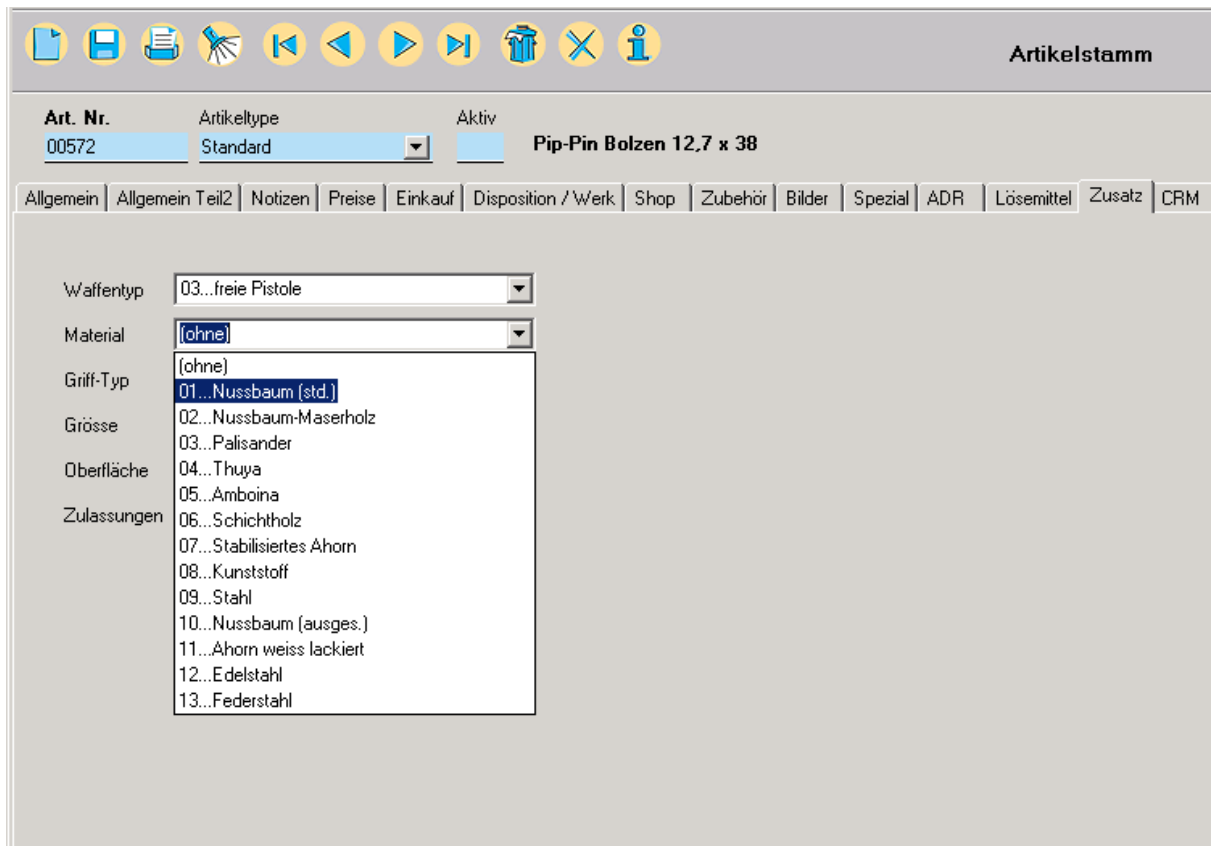 Artikelstamm
Art. Nr. Artikeltype Aktiv
00572 Standard Pip-Pin Bolzen 12,7 x 38
Allgemein Allgemein Teil2 Notizen Preise Einkauf Disposition / Werk Shop Zubehör Bilder Spezial ADR Lösemittel Zusatz CRM
Waffentyp 03...freie Pistole
Material (ohne)
(ohne)
Griff-Typ
01...Nussbaum (std.)
02...Nussbaum-Maserholz
Grösse
03...Palisander
Oberfläche 04...Thuya
05...Amboina
Zulassungen 06...Schichtholz
07...Stabilisiertes Ahorn
08...Kunststoff
09...Stahl
10...Nussbaum (ausges.)
11...Ahorn weiss lackiert
12...Edelstahl
13...Federstahl